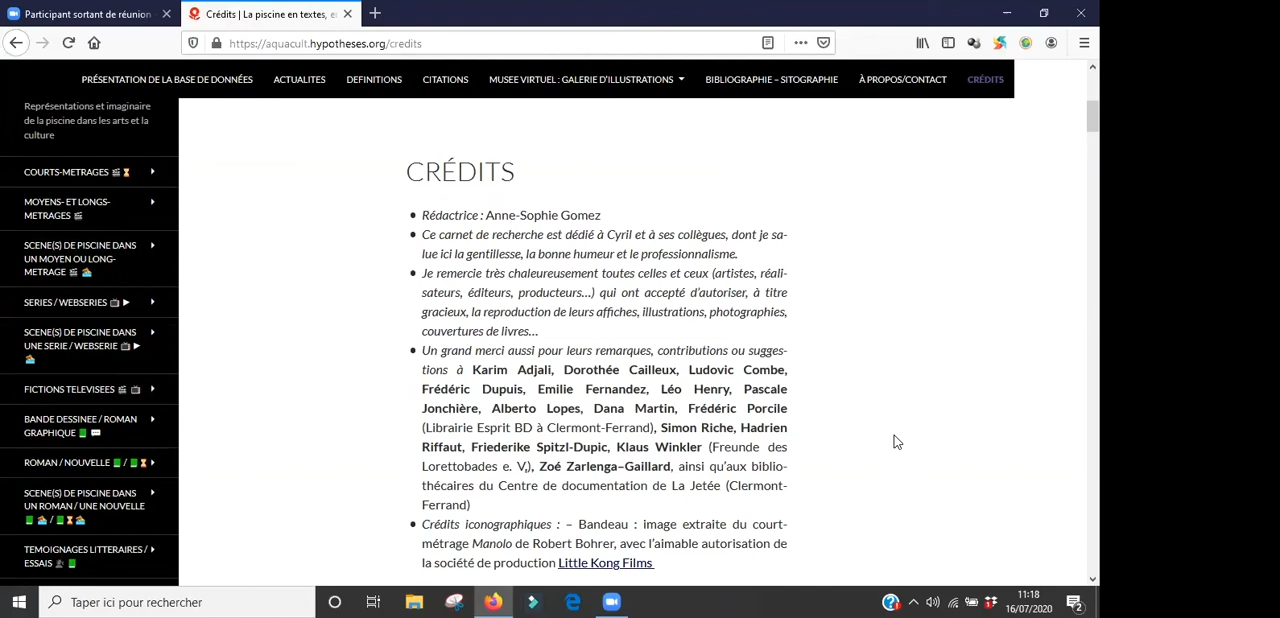 Participant sortant de réunion
Crédits | La piscine en textes, e
https://aquacult.hypotheses.org/credits
PRÉSENTATION DE LA BASE DE DONNÉES
ACTUALITES
DEFINITIONS
CITATIONS
MUSEE VIRTUEL : GALERIE D'ILLUSTRATIONS
BIBLIOGRAPHIE – SITOGRAPHIE
À PROPOS/CONTACT
CRÉDITS
Représentations et imaginaire
de la piscine dans les arts et la
culture
COURTS-METRAGES
MOYENS- ET LONGS-
METRAGES
SCENE(S) DE PISCINE DANS
UN MOYEN OU LONG-
METRAGE
SERIES / WEBSERIES
SCENE(S) DE PISCINE DANS
UNE SERIE / WEBSERIE
FICTIONS TELEVISEES
BANDE DESSINEE / ROMAN
GRAPHIQUE
ROMAN / NOUVELLE /
SCENE(S) DE PISCINE DANS
UN ROMAN / UNE NOUVELLE
/
TEMOIGNAGES LITTERAIRES /
ESSAIS
CRÉDITS
Rédactrice : Anne-Sophie Gomez
Ce carnet de recherche est dédié à Cyril et à ses collègues, dont je sa-
lue ici la gentillesse, la bonne humeur et le professionnalisme.
Je remercie très chaleureusement toutes celles et ceux (artistes, réali-
sateurs, éditeurs, producteurs…) qui ont accepté d'autoriser, à titre
gracieux, la reproduction de leurs affiches, illustrations, photographies,
couvertures de livres…
Un grand merci aussi pour leurs remarques, contributions ou sugges-
tions à Karim Adjali, Dorothée Cailleux, Ludovic Combe,
Frédéric Dupuis, Emilie Fernandez, Léo Henry, Pascale
Jonchière, Alberto Lopes, Dana Martin, Frédéric Porcile
(Librairie Esprit BD à Clermont-Ferrand), Simon Riche, Hadrien
Riffaut, Friederike Spitzl-Dupic, Klaus Winkler (Freunde des
Lorettobades e. V,), Zoé Zarlenga–Gaillard, ainsi qu'aux biblio-
thécaires du Centre de documentation de La Jetée (Clermont-
Ferrand)
Crédits iconographiques : – Bandeau : image extraite du court-
métrage Manolo de Robert Bohrer, avec l'aimable autorisation de
la société de production Little Kong Films
Taper ici pour rechercher
11:18
16/07/2020
2